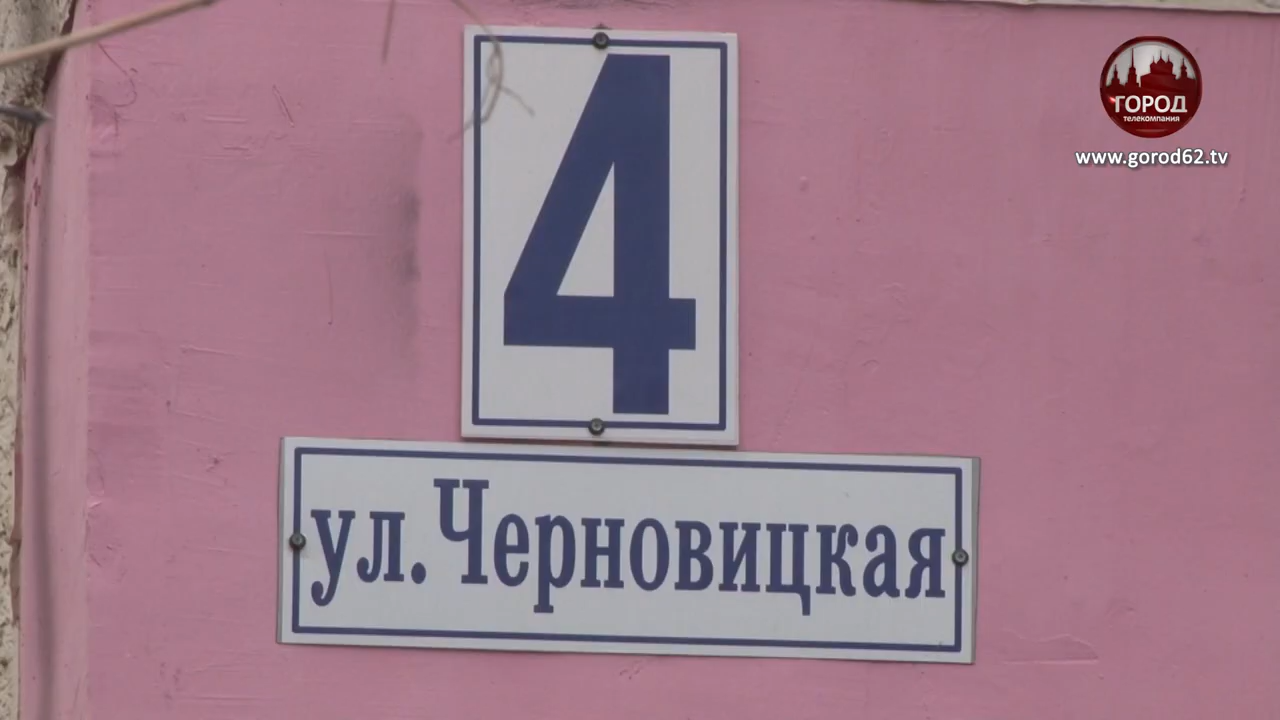 4
ул. Черновицкая
ГОРОД
телекомпания
www.gorod62.tv